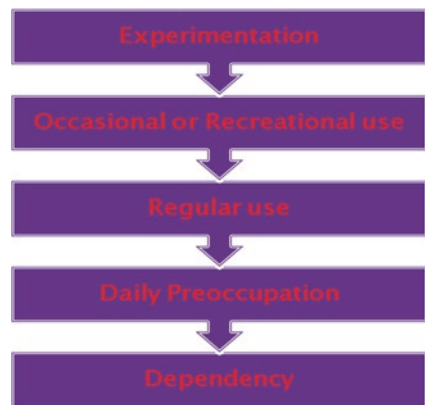 Experimentation
Occasional or Recreational use
Regular use
Daily Preoccupation
Dependency